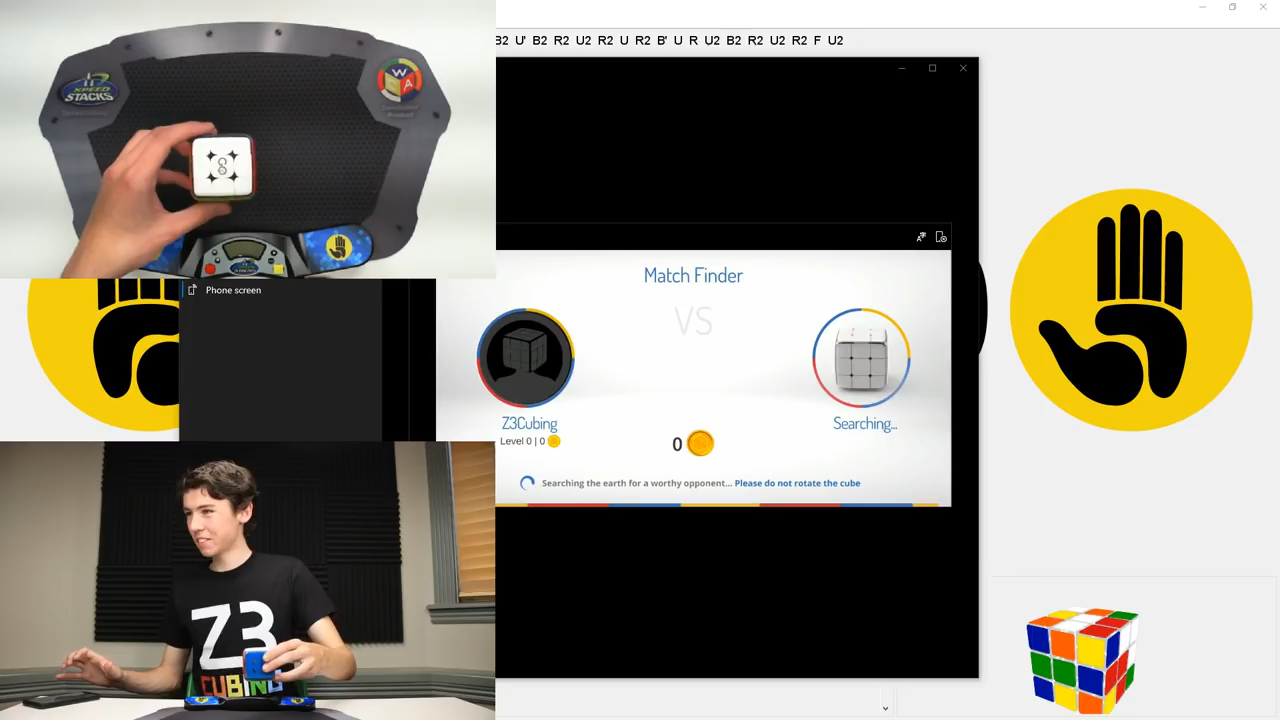 B2 U' B2 R2 U2 R2 U R2 B' U R U2 B2 R2 U2 R2 F U2
SPEED
STACKS
W
C A
Phone screen
Match Finder
VS
Z3Cubing
Level 0 | 0
0
Searching...
Searching the earth for a worthy opponent... Please do not rotate the cube
Z3
CUBING